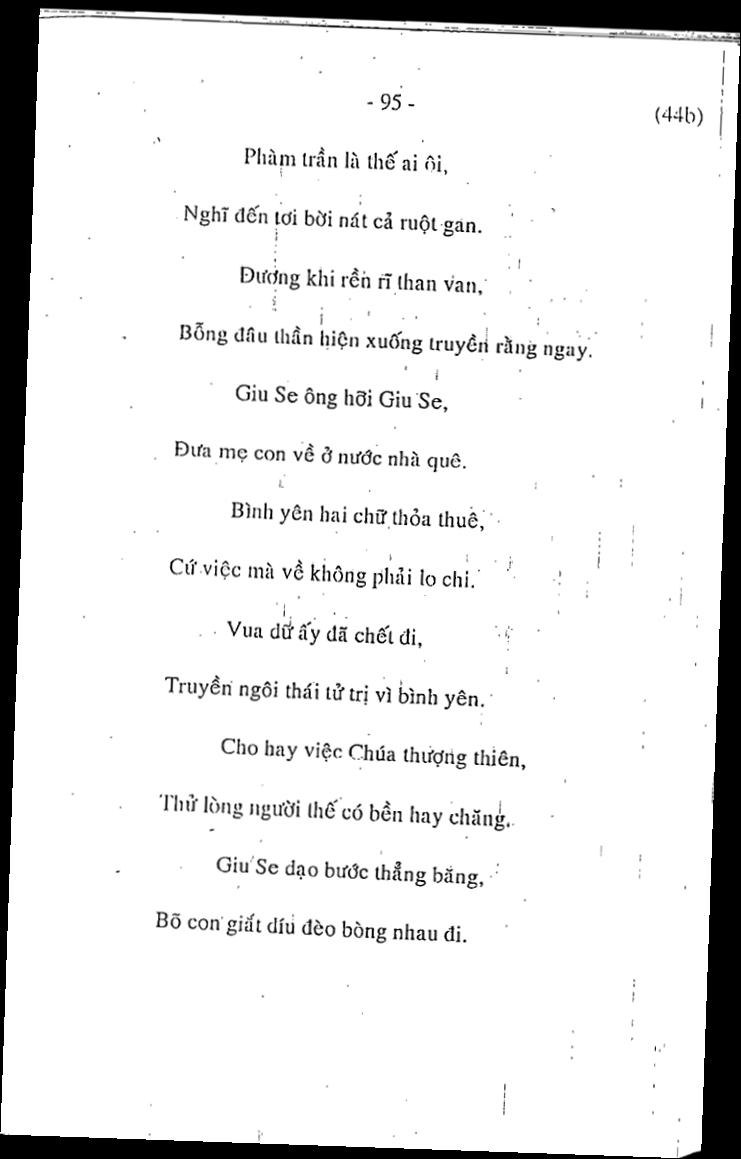 - 95 -
(44b)
Phàm trần là thế ai ôi,
Nghĩ đến tơi bời nát cả ruột gan.
Đương khi rền rĩ than van,
Bỗng đâu thần hiện xuống truyền rằng ngay.
Giu Se ông hỡi Giu Se,
Đưa mẹ con về ở nước nhà quê.
Bình yên hai chữ thỏa thuê,
Cứ việc mà về không phải lo chi.
Vua dữ ấy đã chết đi,
Truyền ngôi thái tử trị vì bình yên.
Cho hay việc Chúa thượng thiên,
Thử lòng người thế có bền hay chăng.
Giu Se dạo bước thẳng băng,
Bõ con giắt díu đèo bòng nhau đi.